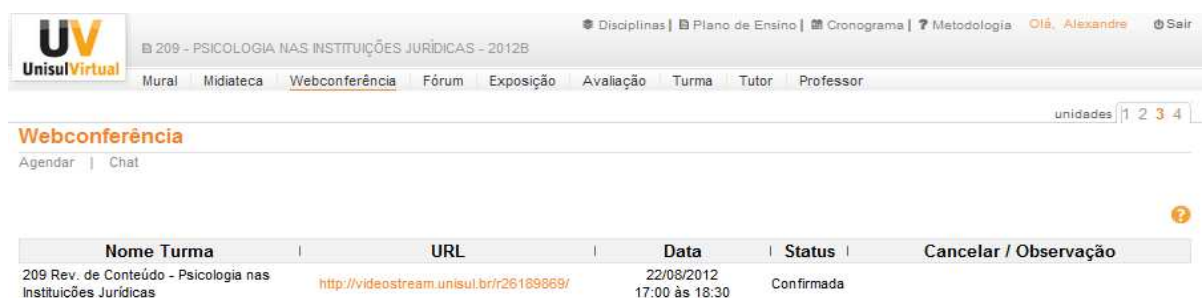 UV
UnisulVirtual
Disciplinas | Plano de Ensino | Cronograma | ? Metodologia Olá, Alexandre Sair
209 - PSICOLOGIA NAS INSTITUIÇÕES JURÍDICAS - 2012B
Mural Midiateca Webconferência Fórum Exposição Avaliação Turma Tutor Professor
unidades 1 2 3 4
Webconferência
Agendar | Chat
?
Nome Turma | URL | Data | Status | Cancelar / Observação
209 Rev. de Conteúdo - Psicologia nas
Instituições Jurídicas
http://videostream.unisul.br/r26189869/
22/08/2012
17:00 às 18:30
Confirmada